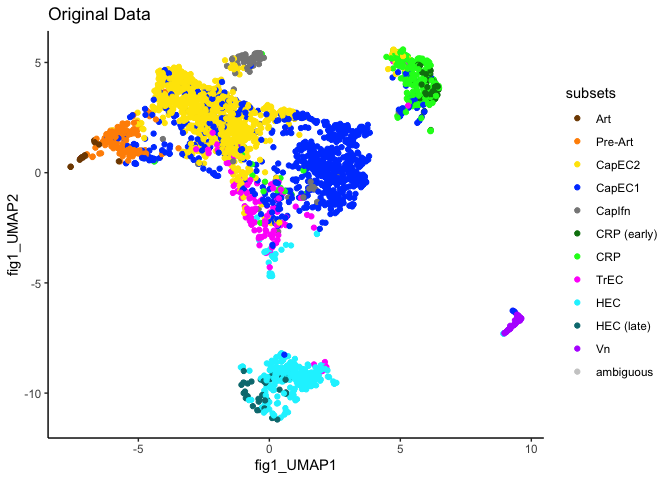 Original Data
fig1_UMAP2
5
0
-5
-10
-5
0
5
10
fig1_UMAP1
subsets
Art
Pre-Art
CapEC2
CapEC1
CapIfn
CRP (early)
CRP
TrEC
HEC
HEC (late)
Vn
ambiguous